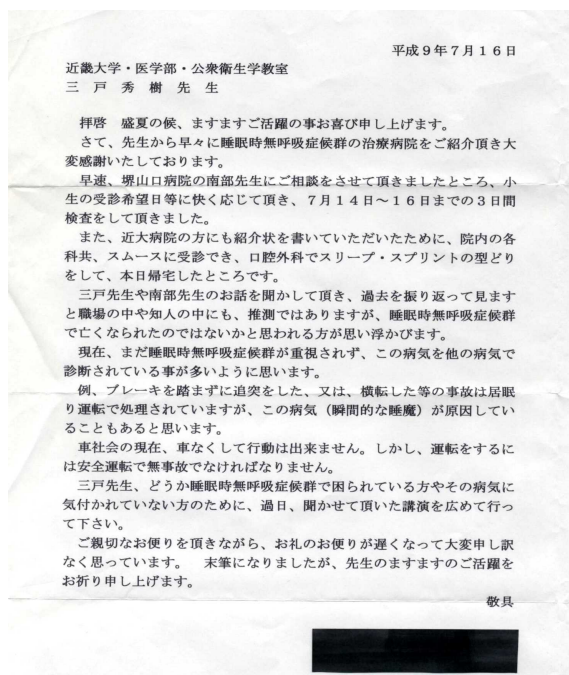 平成9年7月16日
近畿大学・医学部・公衆衛生学教室
三 戸 秀 樹 先 生
拝啓 盛夏の候、ますますご活躍の事お喜び申し上げます。
さて、先生から早々に睡眠時無呼吸症候群の治療病院をご紹介頂き大
変感謝いたしております。
早速、堺山口病院の南部先生にご相談をさせて頂きましたところ、小
生の受診希望日等に快く応じて頂き、7月14日~16日までの3日間
検査をして頂きました。
また、近大病院の方にも紹介状を書いていただいたために、院内の各
科共、スムースに受診でき、口腔外科でスリープ・スプリントの型どり
をして、本日帰宅したところです。
三戸先生や南部先生のお話を聞かして頂き、過去を振り返って見ます
と職場の中や知人の中にも、推測ではありますが、睡眠時無呼吸症候群
で亡くなられたのではないかと思われる方が思い浮かびます。
現在、まだ睡眠時無呼吸症候群が重視されず、この病気を他の病気で
診断されている事が多いように思います。
例、ブレーキを踏まずに追突をした、又は、横転した等の事故は居眠
り運転で処理されていますが、この病気(瞬間的な睡魔)が原因してい
ることもあると思います。
車社会の現在、車なくして行動は出来ません。しかし、運転をするに
は安全運転で無事故でなければなりません。
三戸先生、どうか睡眠時無呼吸症候群で困られている方やその病気に
気付かれていない方のために、過日、聞かせて頂いた講演を広めて行っ
て下さい。
ご親切なお便りを頂きながら、お礼のお便りが遅くなって大変申し訳
なく思っています。 末筆になりましたが、先生のますますのご活躍を
お祈り申し上げます。
敬具